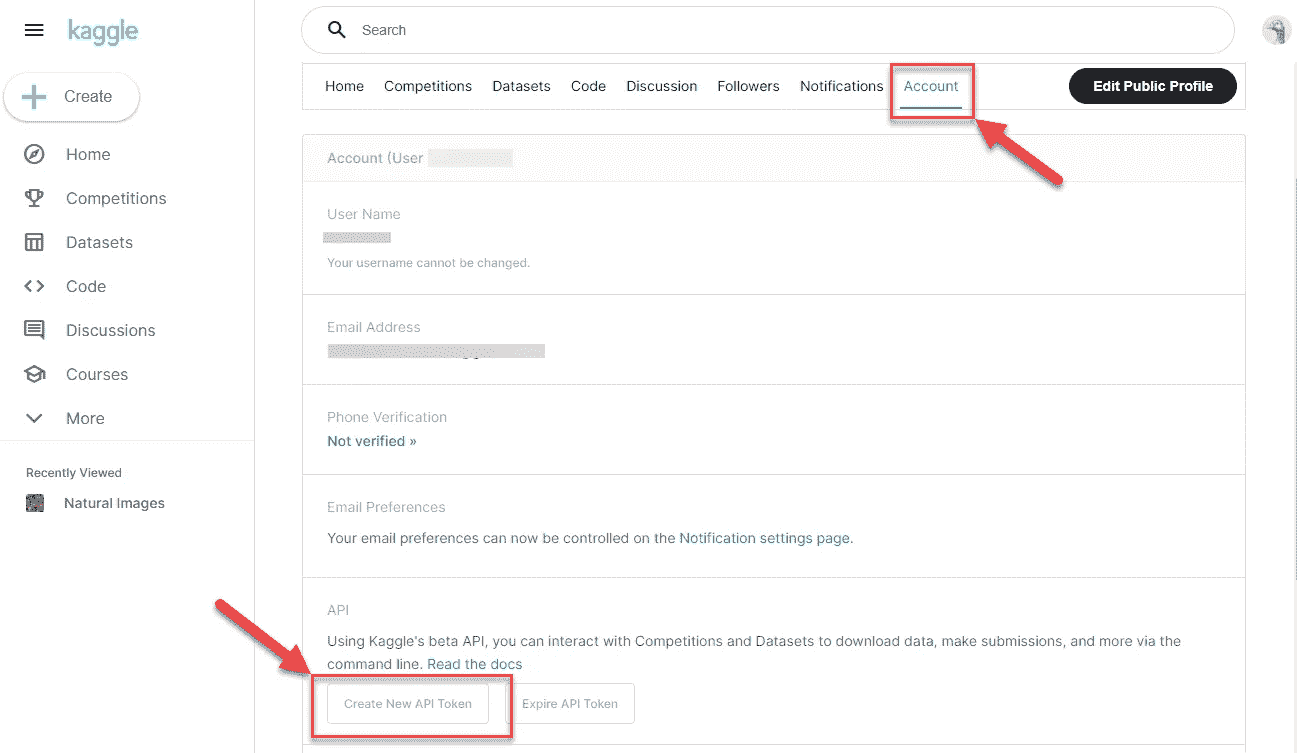 kaggle
Search
Create
Home
Competitions
Datasets
Code
Discussions
Courses
More
Recently Viewed
Natural Images
Home Competitions Datasets Code Discussion Followers Notifications Account Edit Public Profile
Account (User
User Name
Your username cannot be changed.
Email Address
Phone Verification
Not verified »
Email Preferences
Your email preferences can now be controlled on the Notification settings page.
API
Using Kaggle's beta API, you can interact with Competitions and Datasets to download data, make submissions, and more via the
command line. Read the docs
Create New API Token Expire API Token